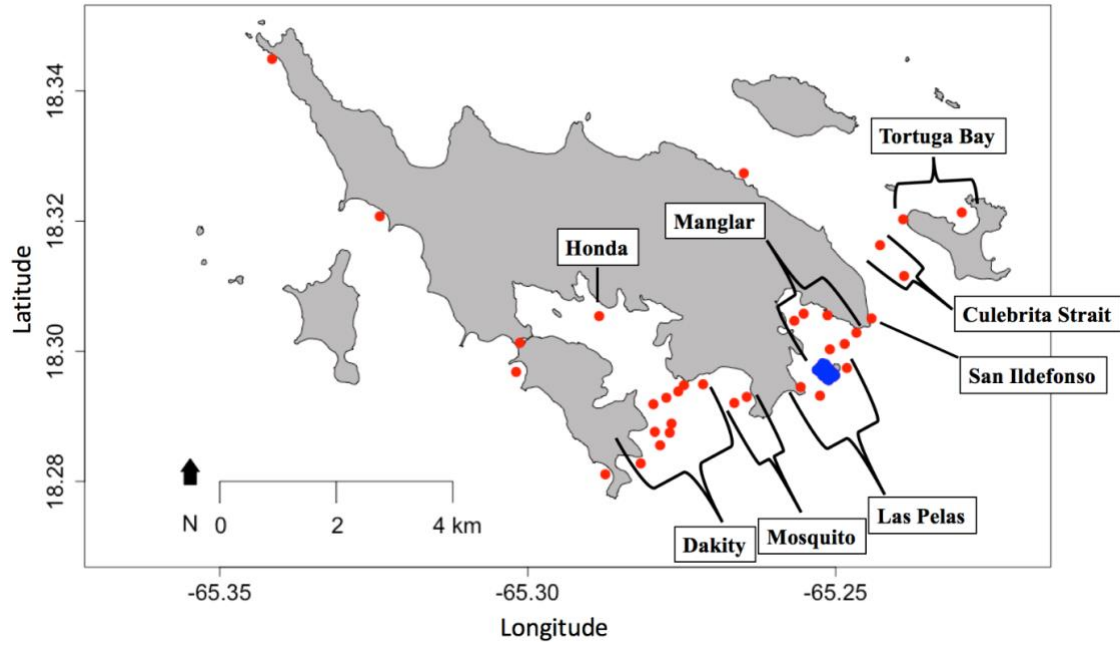 18.34
Tortuga Bay
18.32
Manglar
Honda
Latitude
Culebrita Strait
18.30
San Ildefonso
18.28
Las Pelas
N 0 2 4 km
Mosquito
Dakity
-65.35 -65.30 -65.25
Longitude